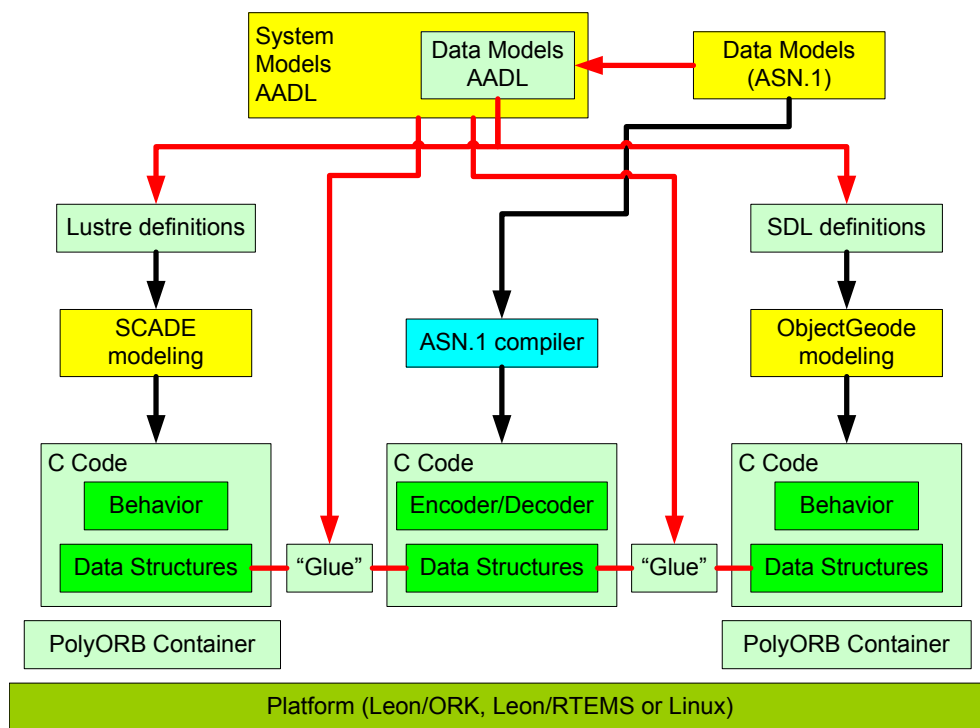 System
Models
AADL
Data Models
AADL
Data Models
(ASN.1)
Lustre definitions
SDL definitions
SCADE
modeling
ASN.1 compiler
ObjectGeode
modeling
C Code
Behavior
Data Structures
“Glue”
C Code
Encoder/Decoder
Data Structures
“Glue”
C Code
Behavior
Data Structures
PolyORB Container
PolyORB Container
Platform (Leon/ORK, Leon/RTEMS or Linux)